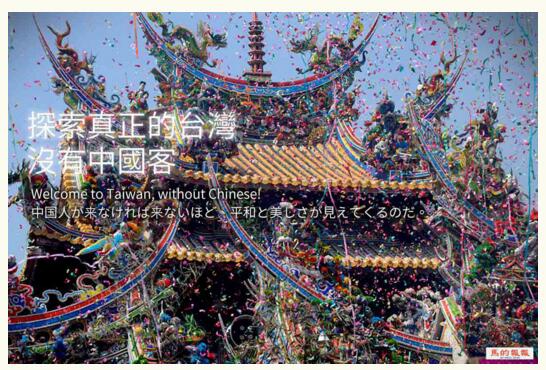 探索真正的台灣
沒有中國客
Welcome to Taiwan, without Chinese!
中国人が来なければ来ないほど、平和と美しさが見えてくるのだ。
馬的報報